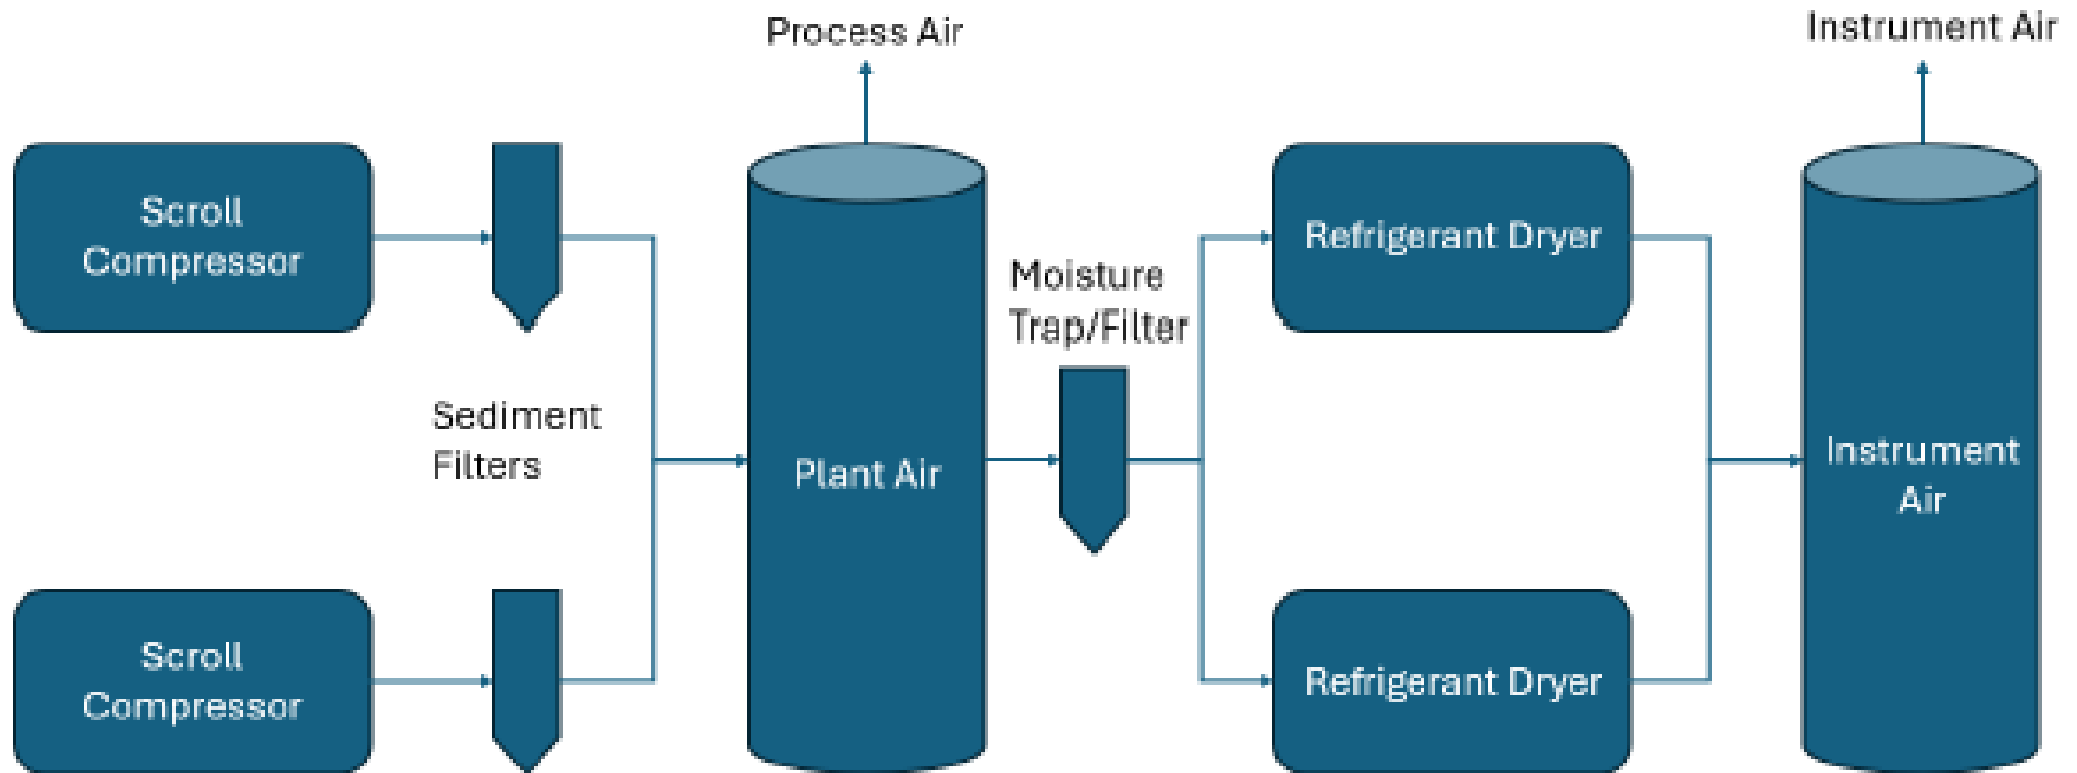 Process Air
Instrument Air
Scroll
Compressor
Refrigerant Dryer
Moisture
Trap/Filter
Sediment
Filters
Plant Air
Instrument
Air
Scroll
Compressor
Refrigerant Dryer